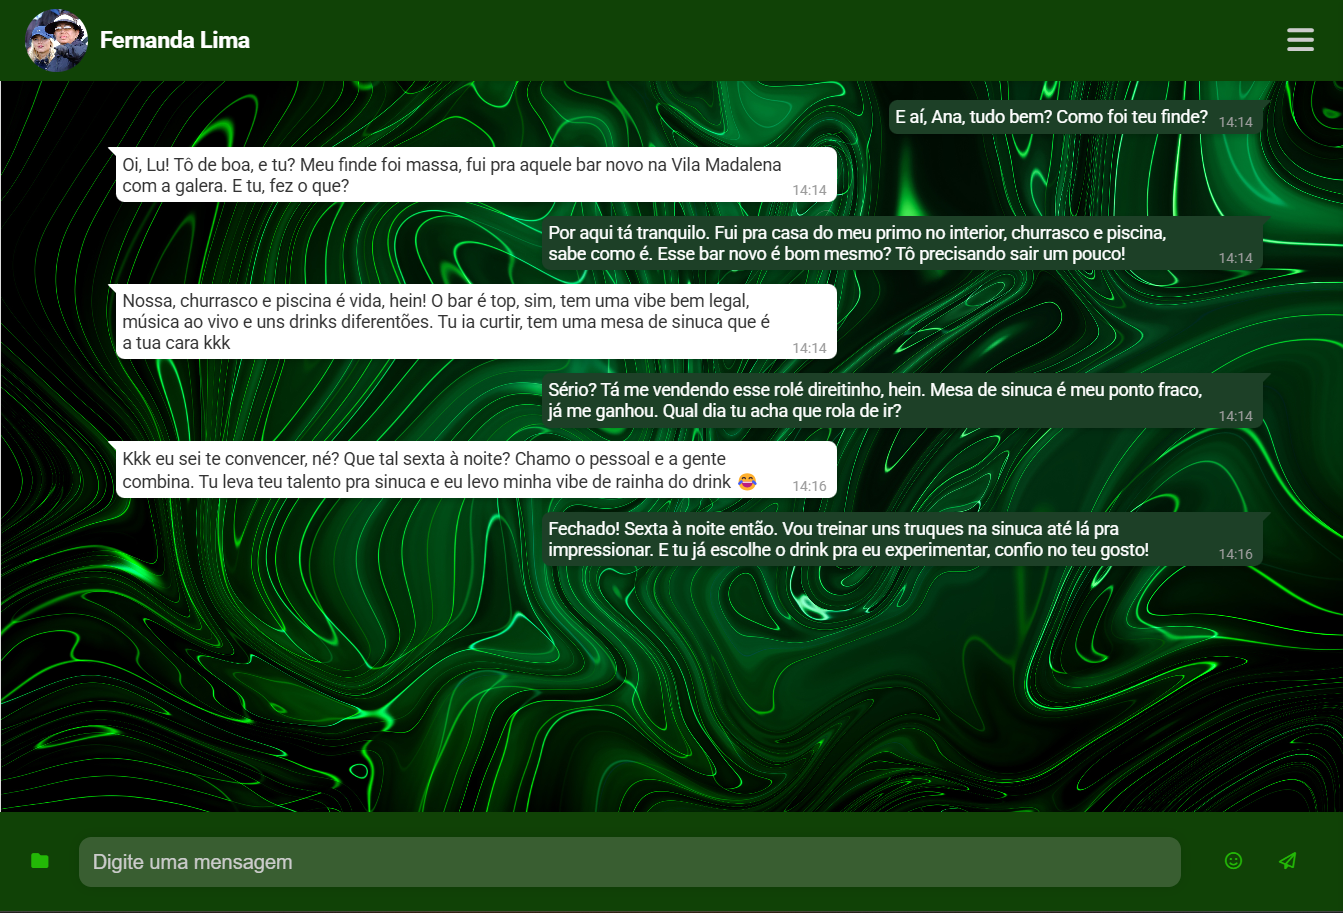 Fernanda Lima
E aí, Ana, tudo bem? Como foi teu finde?
14:14
Oi, Lu! Tô de boa, e tu? Meu finde foi massa, fui pra aquele bar novo na Vila Madalena
com a galera. E tu, fez o que?
14:14
Por aqui tá tranquilo. Fui pra casa do meu primo no interior, churrasco e piscina,
sabe como é. Esse bar novo é bom mesmo? Tô precisando sair um pouco!
14:14
Nossa, churrasco e piscina é vida, hein! O bar é top, sim, tem uma vibe bem legal,
música ao vivo e uns drinks diferentões. Tu ia curtir, tem uma mesa de sinuca que é
a tua cara kkk
14:14
Sério? Tá me vendendo esse rolé direitinho, hein. Mesa de sinuca é meu ponto fraco,
já me ganhou. Qual dia tu acha que rola de ir?
14:14
Kkk eu sei te convencer, né? Que tal sexta à noite? Chamo o pessoal e a gente
combina. Tu leva teu talento pra sinuca e eu levo minha vibe de rainha do drink 😂
14:16
Fechado! Sexta à noite então. Vou treinar uns truques na sinuca até lá pra
impressionar. E tu já escolhe o drink pra eu experimentar, confio no teu gosto!
14:16
Digite uma mensagem